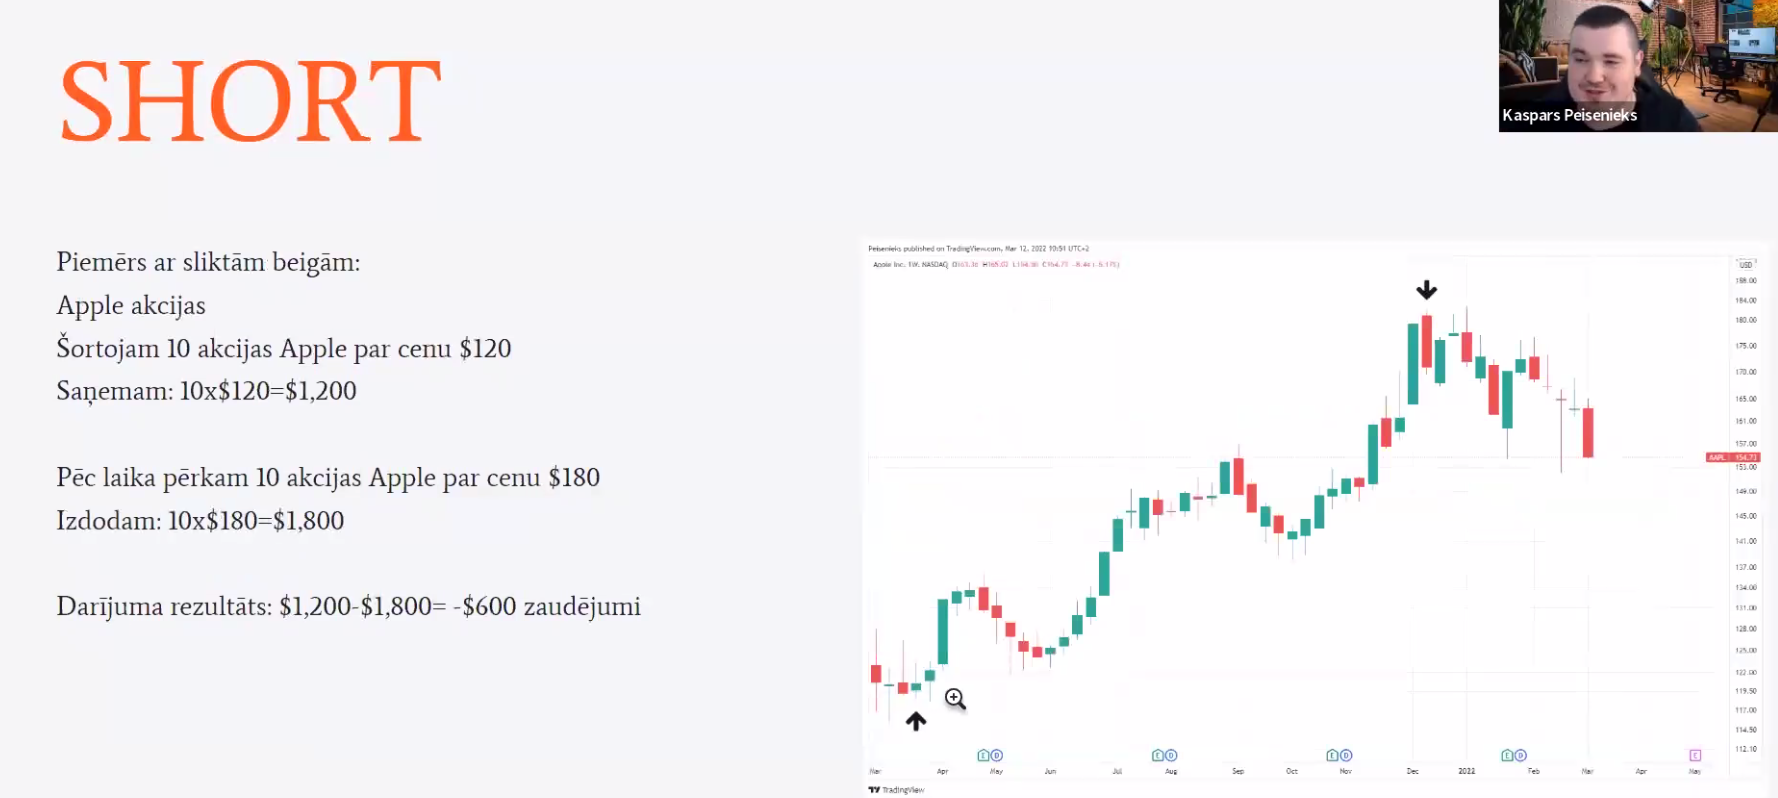 SHORT
Kaspars Peisenieks
Piemērs ar sliktām beigām:
Apple akcijas
Šortojam 10 akcijas Apple par cenu $120
Saņemam: 10x$120=$1,200
Pēc laika pērkam 10 akcijas Apple par cenu $180
Izdodam: 10x$180=$1,800
Darījuma rezultāts: $1,200-$1,800= -$600 zaudējumi
Peisenieks published on TradingView.com, Mar 12, 2022 10:51 UTC+2
Apple Inc. 1W, NASDAQ
USD
188.00
184.00
180.00
175.00
170.00
165.00
161.00
157.00
AAPL 154.73
153.00
149.00
145.00
141.00
137.00
134.00
131.00
128.00
125.00
122.00
119.50
117.00
114.50
112.10
E D E D E D E D E
Mar Apr May Jun Jul Aug Sep Oct Nov Dec 2022 Feb Mar Apr May
TradingView